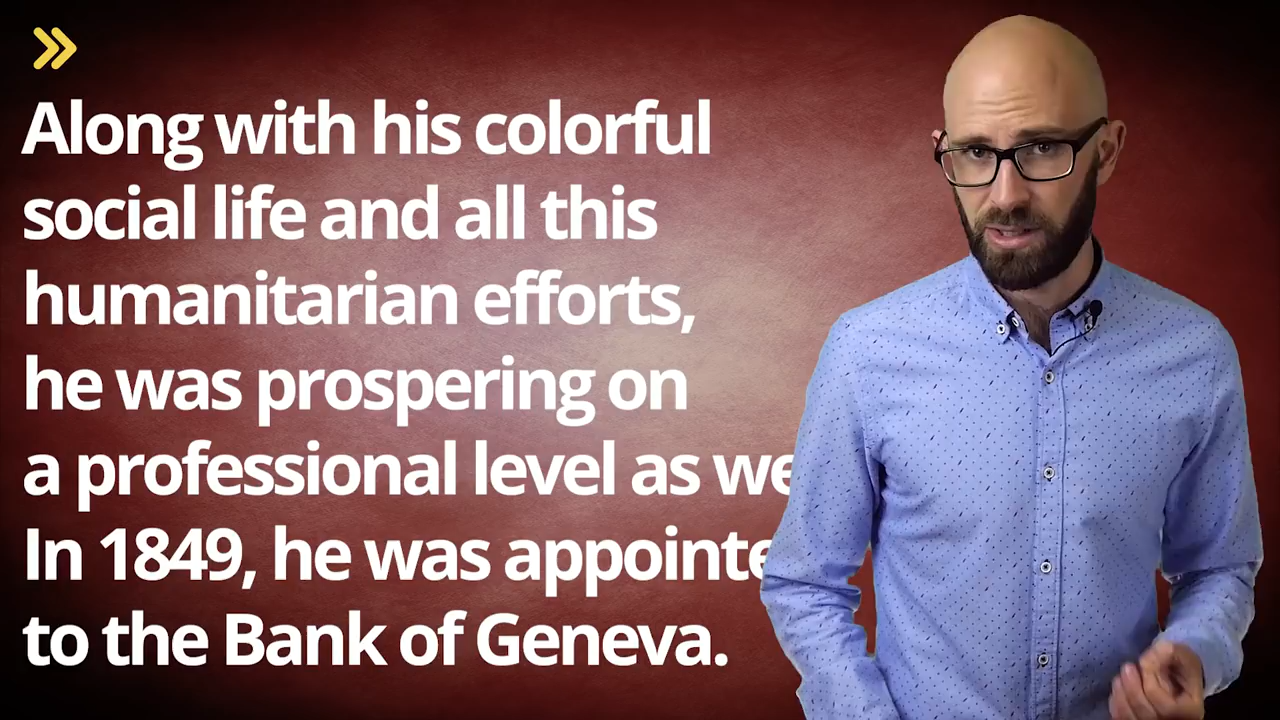 Along with his colorful
social life and all this
humanitarian efforts,
he was prospering on
a professional level as we
In 1849, he was appointe
to the Bank of Geneva.